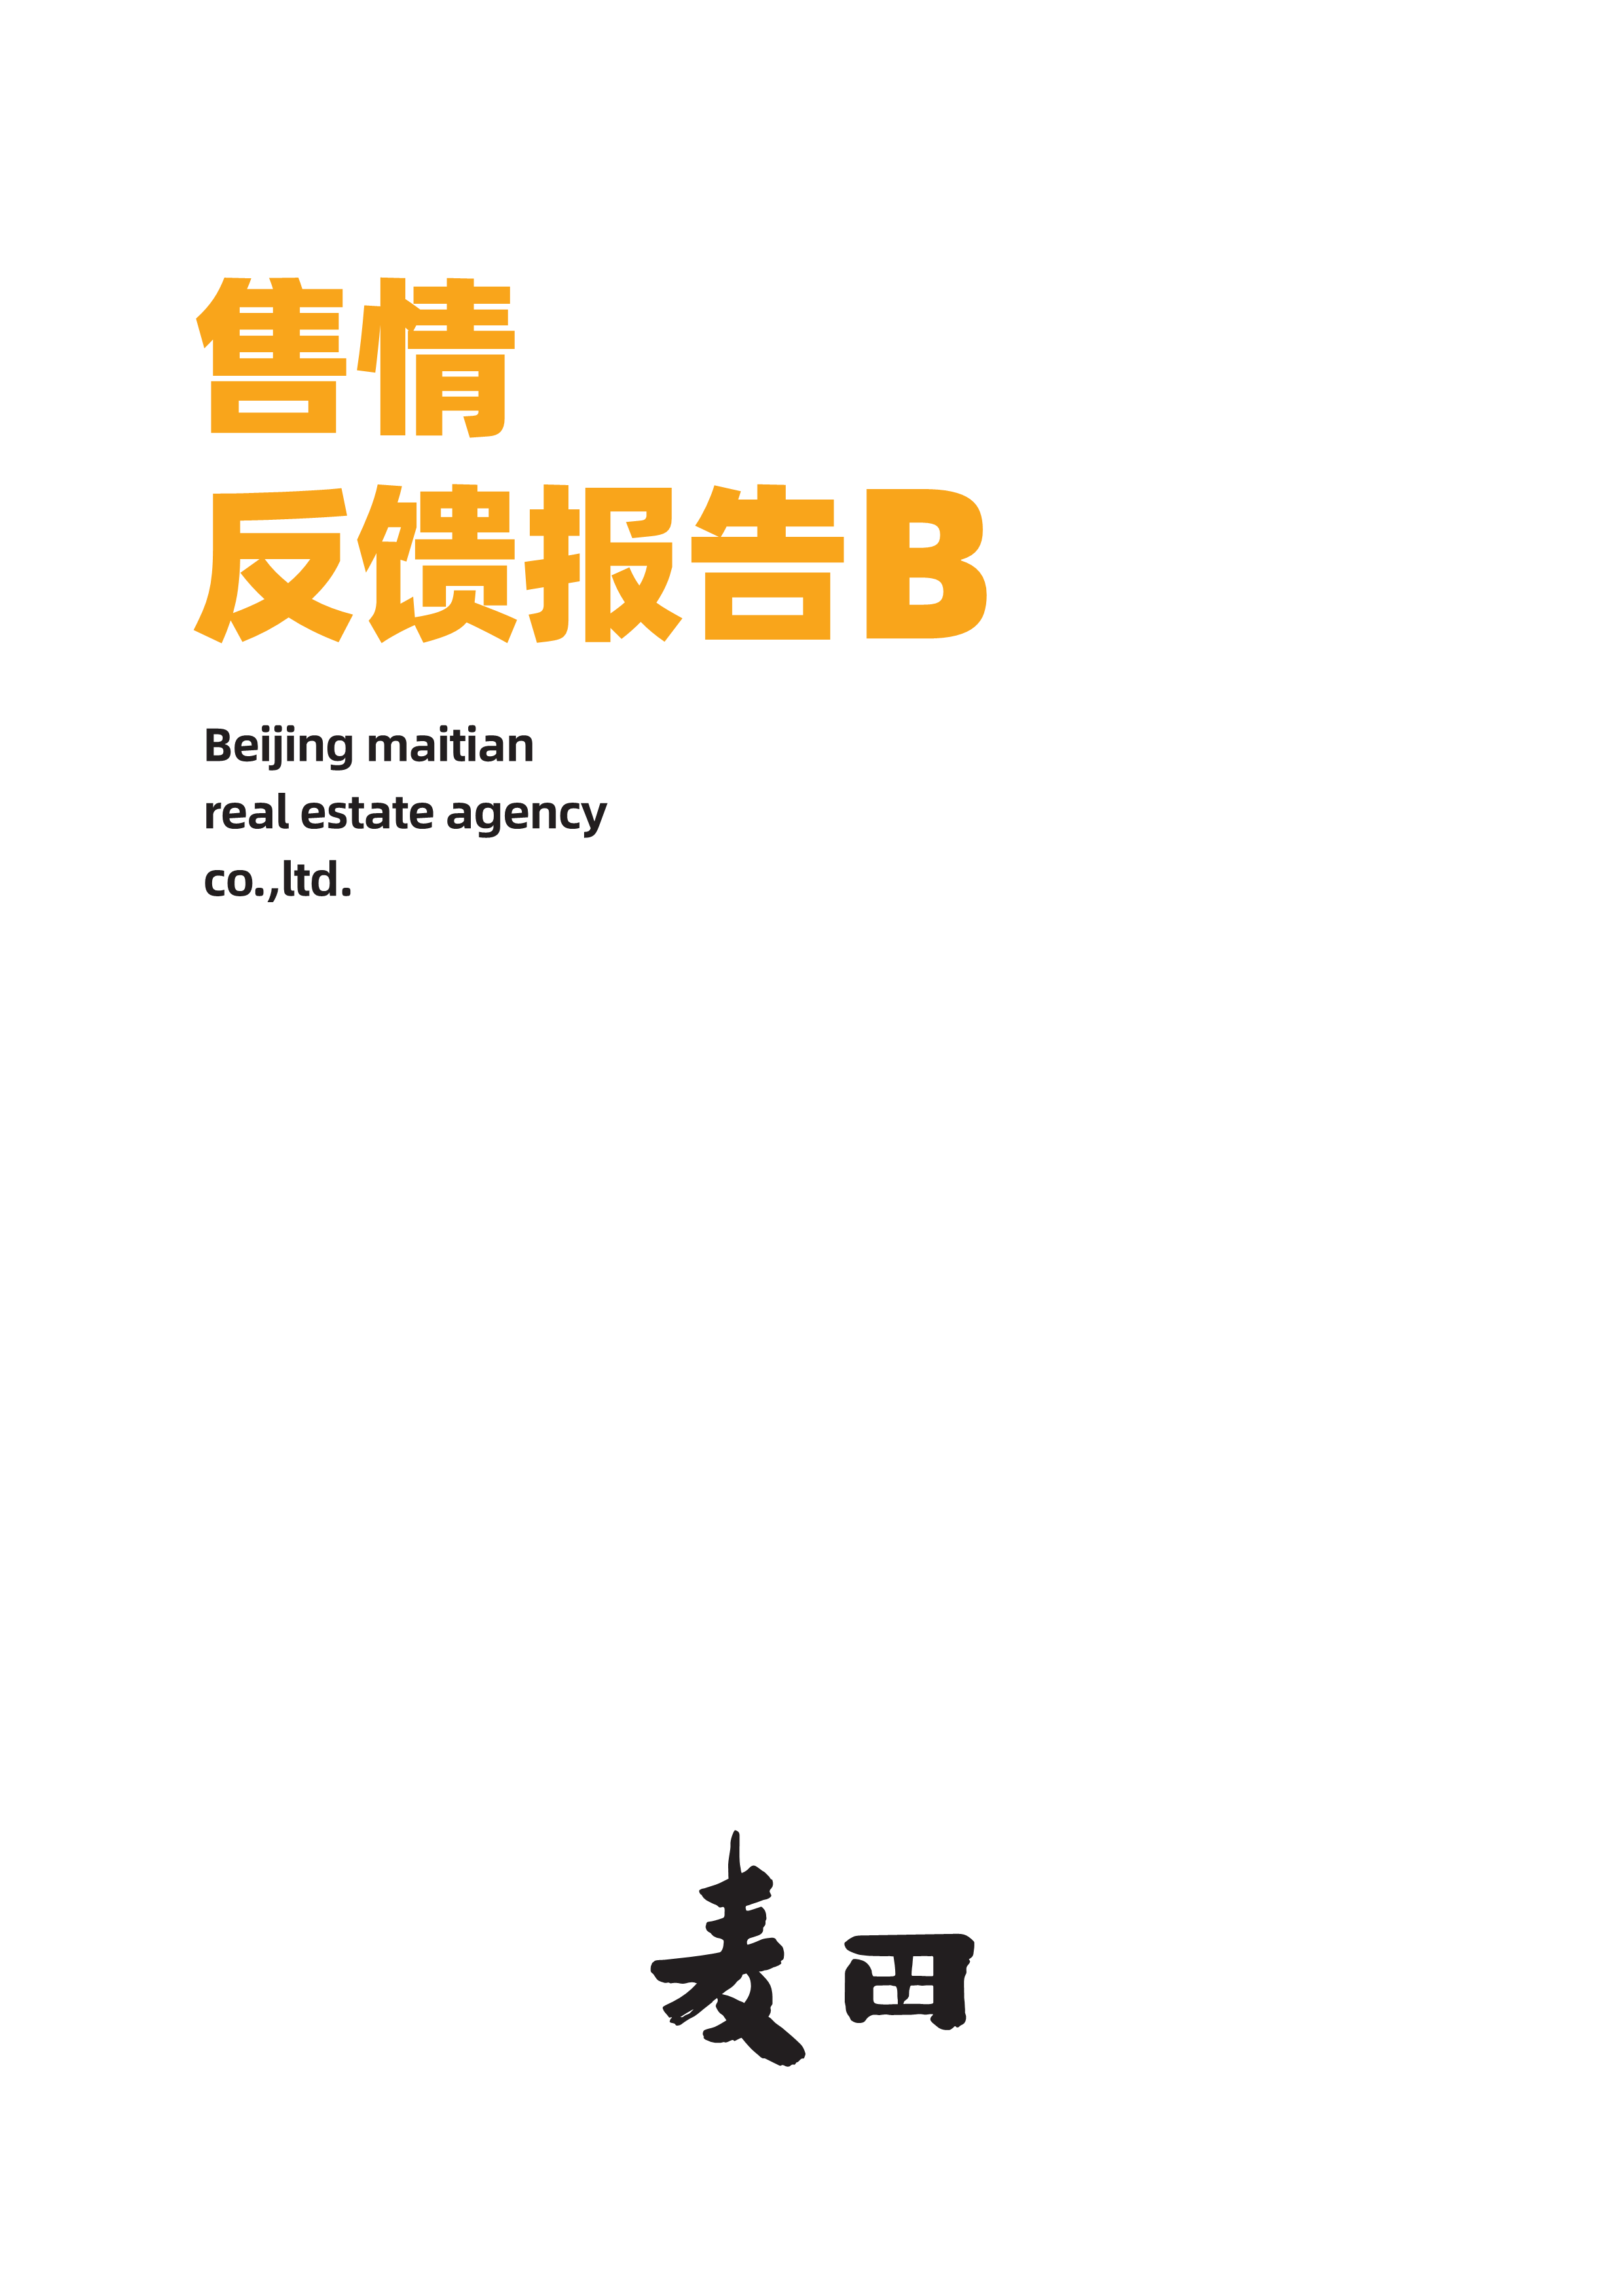 售情
反馈报告B
Beijing maitian
real estate agency
co.,ltd.
麦田